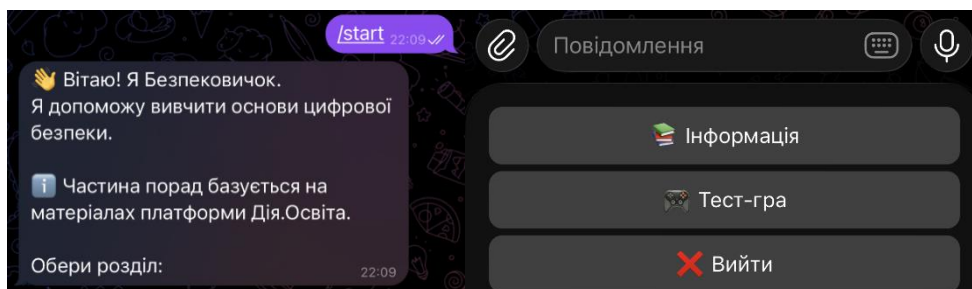 /start 22:09
👋 Вітаю! Я Безпековичок.
Я допоможу вивчити основи цифрової
безпеки.
ℹ️ Частина порад базується на
матеріалах платформи Дія.Освіта.
Обери розділ:
22:09
Повідомлення
📚 Інформація
🎮 Тест-гра
❌ Вийти